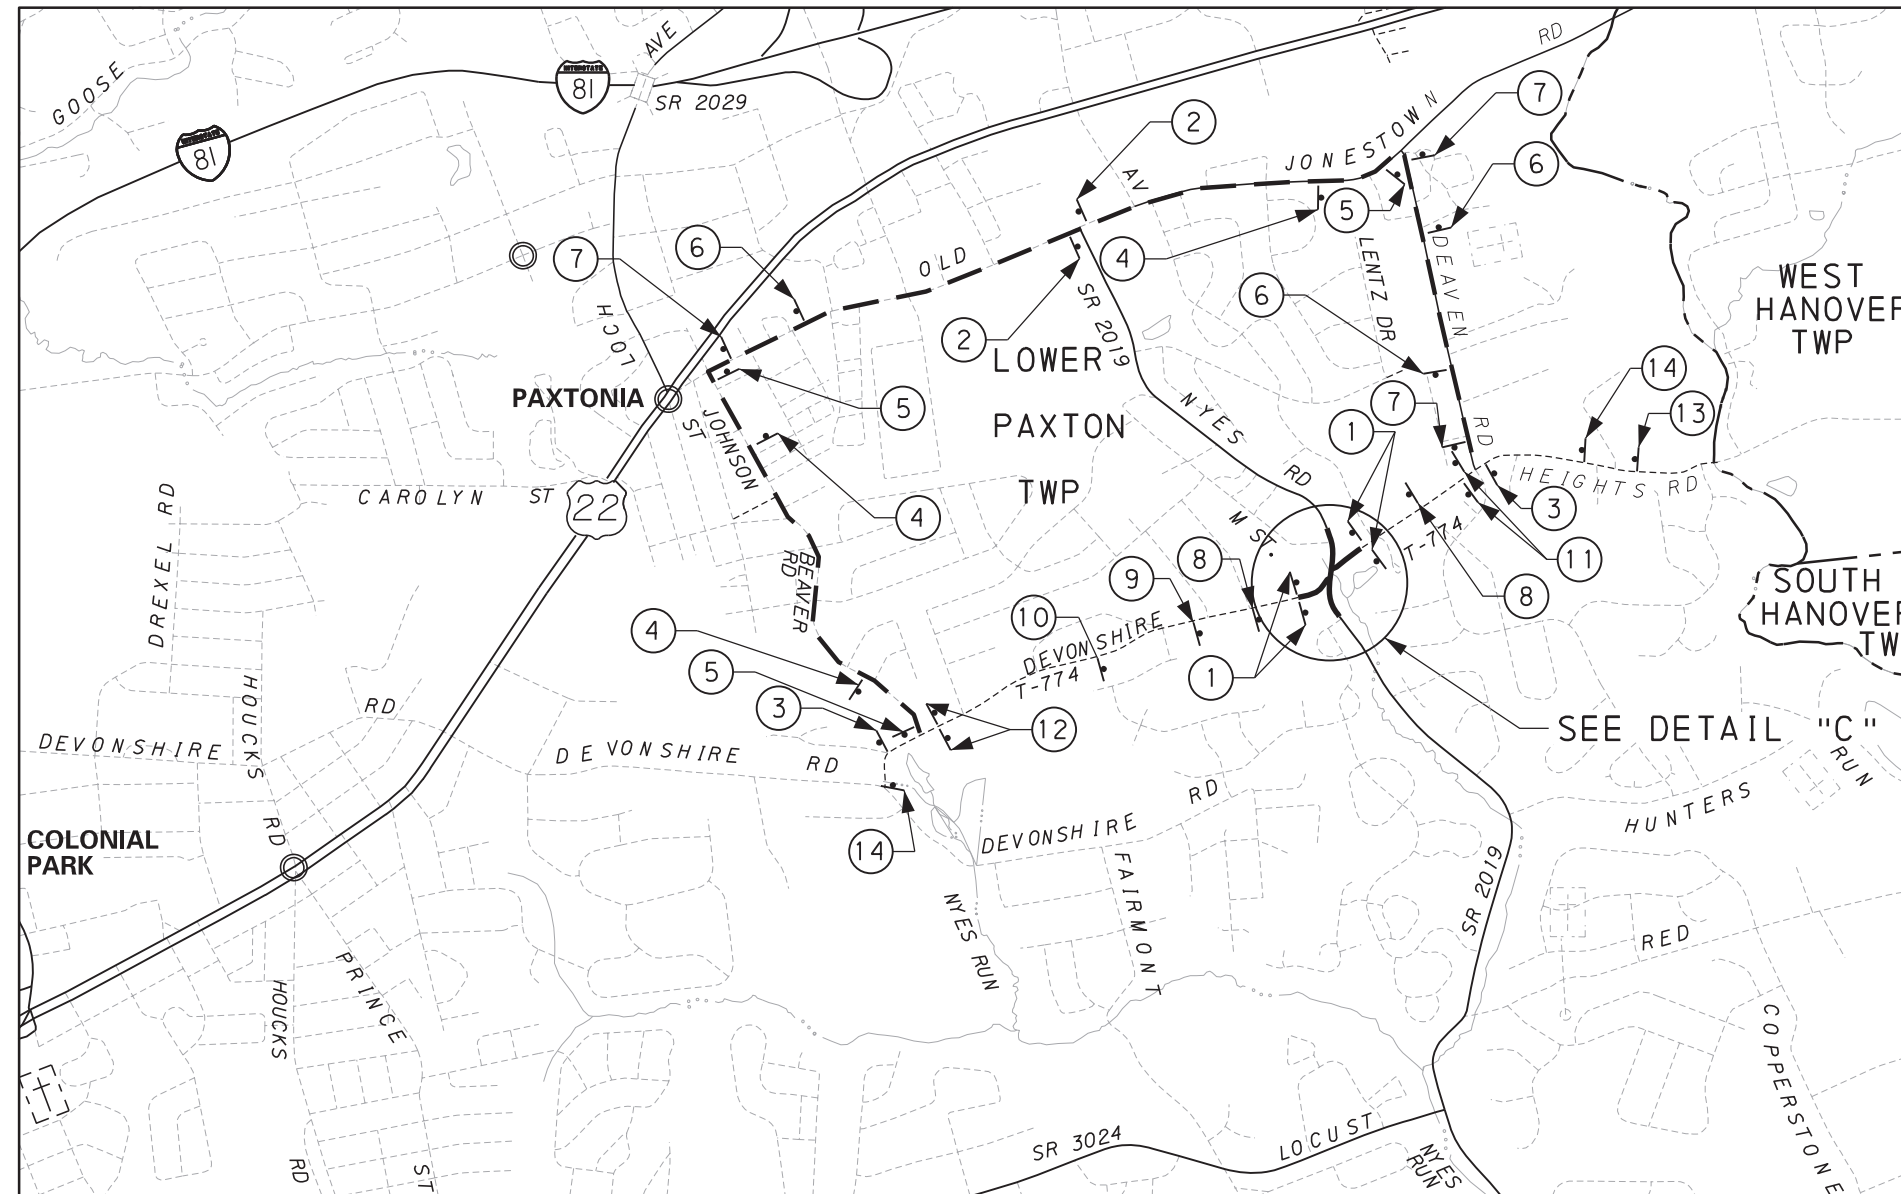 GOOSE
AVE
INTERSTATE
81
SR 2029
INTERSTATE
81
RD
JONESTOWN
7
2
AV
6
5
4
7
6
OLD
2
SR 2019
LENTZ DR
DEAVEN
RD
6
WEST
HANOVER
TWP
LOCH
ST
LOWER
PAXTON
TWP
PAXTONIA
5
JOHNSON
4
NYES
RD
7
1
14
13
HEIGHTS RD
3
CAROLYN ST
22
DREXEL RD
M ST
T-774
11
8
8
9
10
BEAVER
RD
DEVONSHIRE
T-774
1
SOUTH
HANOVER
TW
4
5
3
12
HOUCKS
RD
RD
DEVONSHIRE
DEVONSHIRE RD
SEE DETAIL "C"
RUN
HUNTERS
14
RD
DEVONSHIRE
COLONIAL
PARK
FAIRMONT
NYES RUN
SR 2019
RED
PRINCE
ST
HOUCKS
RD
COPPERSTONE
SR 3024
LOCUST
NYES
RUN